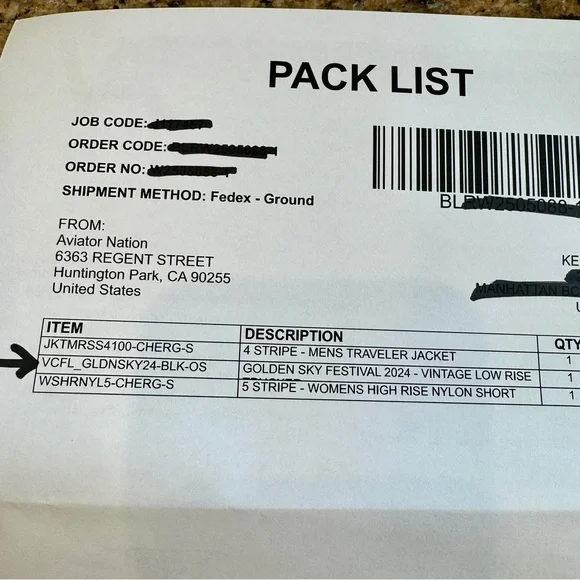 PACK LIST
JOB CODE:
ORDER CODE:
ORDER NO:
SHIPMENT METHOD: Fedex - Ground
FROM:
Aviator Nation
6363 REGENT STREET
Huntington Park, CA 90255
United States
KE
ITEM DESCRIPTION QTY
JKTMRSS4100-CHERG-S 4 STRIPE - MENS TRAVELER JACKET 1
VCFL_GLDNSKY24-BLK-OS GOLDEN SKY FESTIVAL 2024 - VINTAGE LOW RISE 1
WSHRNYL5-CHERG-S 5 STRIPE - WOMENS HIGH RISE NYLON SHORT 1